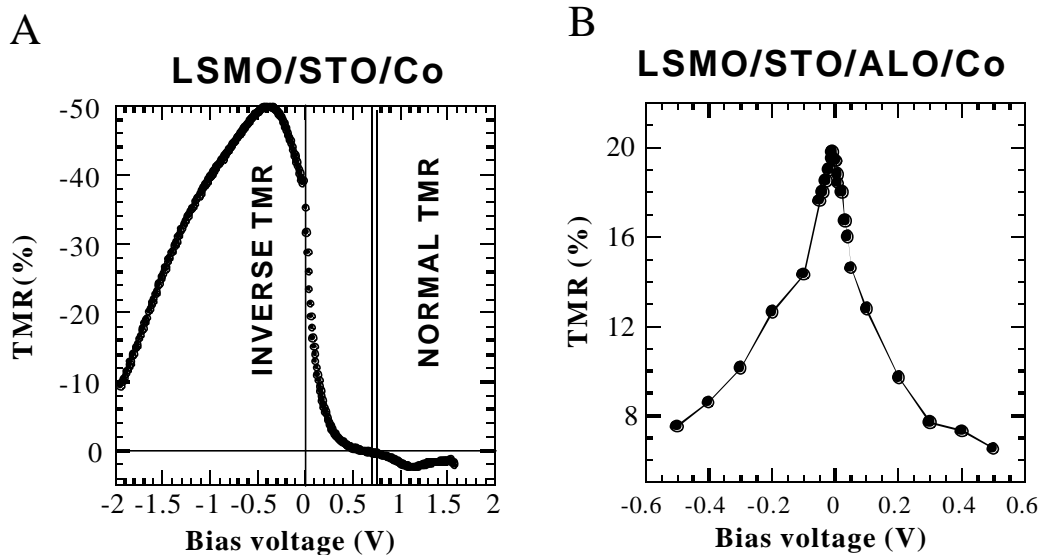 A
LSMO/STO/Co
-50
-40
-30
-20
-10
0
TMR(%)
INVERSE TMR
NORMAL TMR
-2 -1.5 -1 -0.5 0 0.5 1 1.5 2
Bias voltage (V)
B
LSMO/STO/ALO/Co
20
16
12
8
TMR (%)
-0.6 -0.4 -0.2 0 0.2 0.4 0.6
Bias voltage (V)